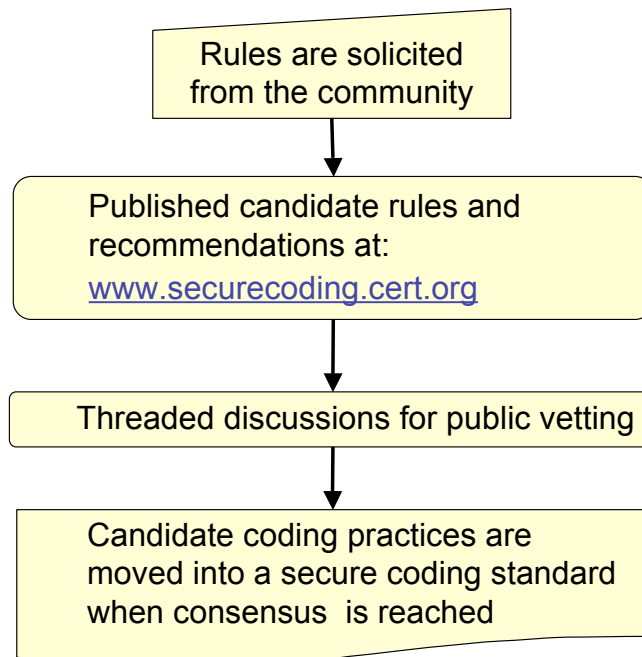 Rules are solicited
from the community
Published candidate rules and
recommendations at:
www.securecoding.cert.org
Threaded discussions for public vetting
Candidate coding practices are
moved into a secure coding standard
when consensus  is reached